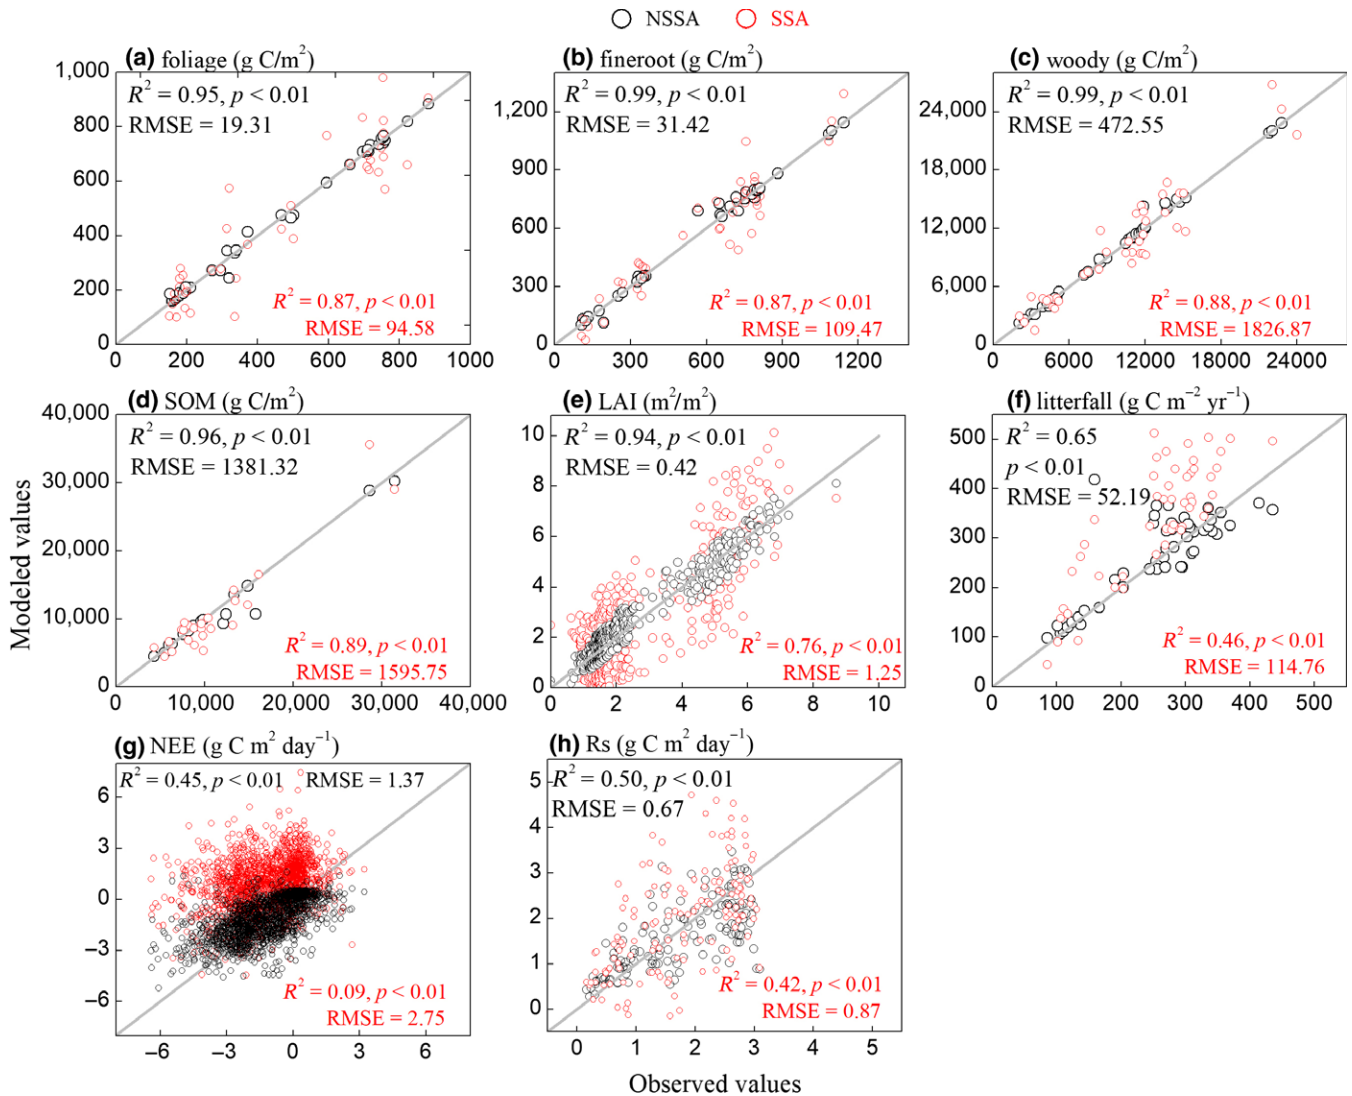 NSSA SSA
(a) foliage (g C/m²)
R² = 0.95, p < 0.01
RMSE = 19.31
R² = 0.87, p < 0.01
RMSE = 94.58
1,000
800
600
400
200
0
0 200 400 600 800 1000
(b) fineroot (g C/m²)
R² = 0.99, p < 0.01
RMSE = 31.42
R² = 0.87, p < 0.01
RMSE = 109.47
1,200
900
600
300
0
0 300 600 900 1200
(c) woody (g C/m²)
R² = 0.99, p < 0.01
RMSE = 472.55
R² = 0.88, p < 0.01
RMSE = 1826.87
24,000
18,000
12,000
6,000
0
0 6000 12000 18000 24000
(d) SOM (g C/m²)
R² = 0.96, p < 0.01
RMSE = 1381.32
R² = 0.89, p < 0.01
RMSE = 1595.75
40,000
30,000
20,000
10,000
0
0 10,000 20,000 30,000 40,000
(e) LAI (m²/m²)
R² = 0.94, p < 0.01
RMSE = 0.42
R² = 0.76, p < 0.01
RMSE = 1.25
10
8
6
4
2
0
0 2 4 6 8 10
(f) litterfall (g C m⁻² yr⁻¹)
R² = 0.65
p < 0.01
RMSE = 52.19
R² = 0.46, p < 0.01
RMSE = 114.76
500
400
300
200
100
0
0 100 200 300 400 500
(g) NEE (g C m² day⁻¹)
R² = 0.45, p < 0.01 RMSE = 1.37
R² = 0.09, p < 0.01
RMSE = 2.75
6
3
0
−3
−6
−6 −3 0 3 6
(h) Rs (g C m² day⁻¹)
R² = 0.50, p < 0.01
RMSE = 0.67
R² = 0.42, p < 0.01
RMSE = 0.87
5
4
3
2
1
0
0 1 2 3 4 5
Modeled values
Observed values